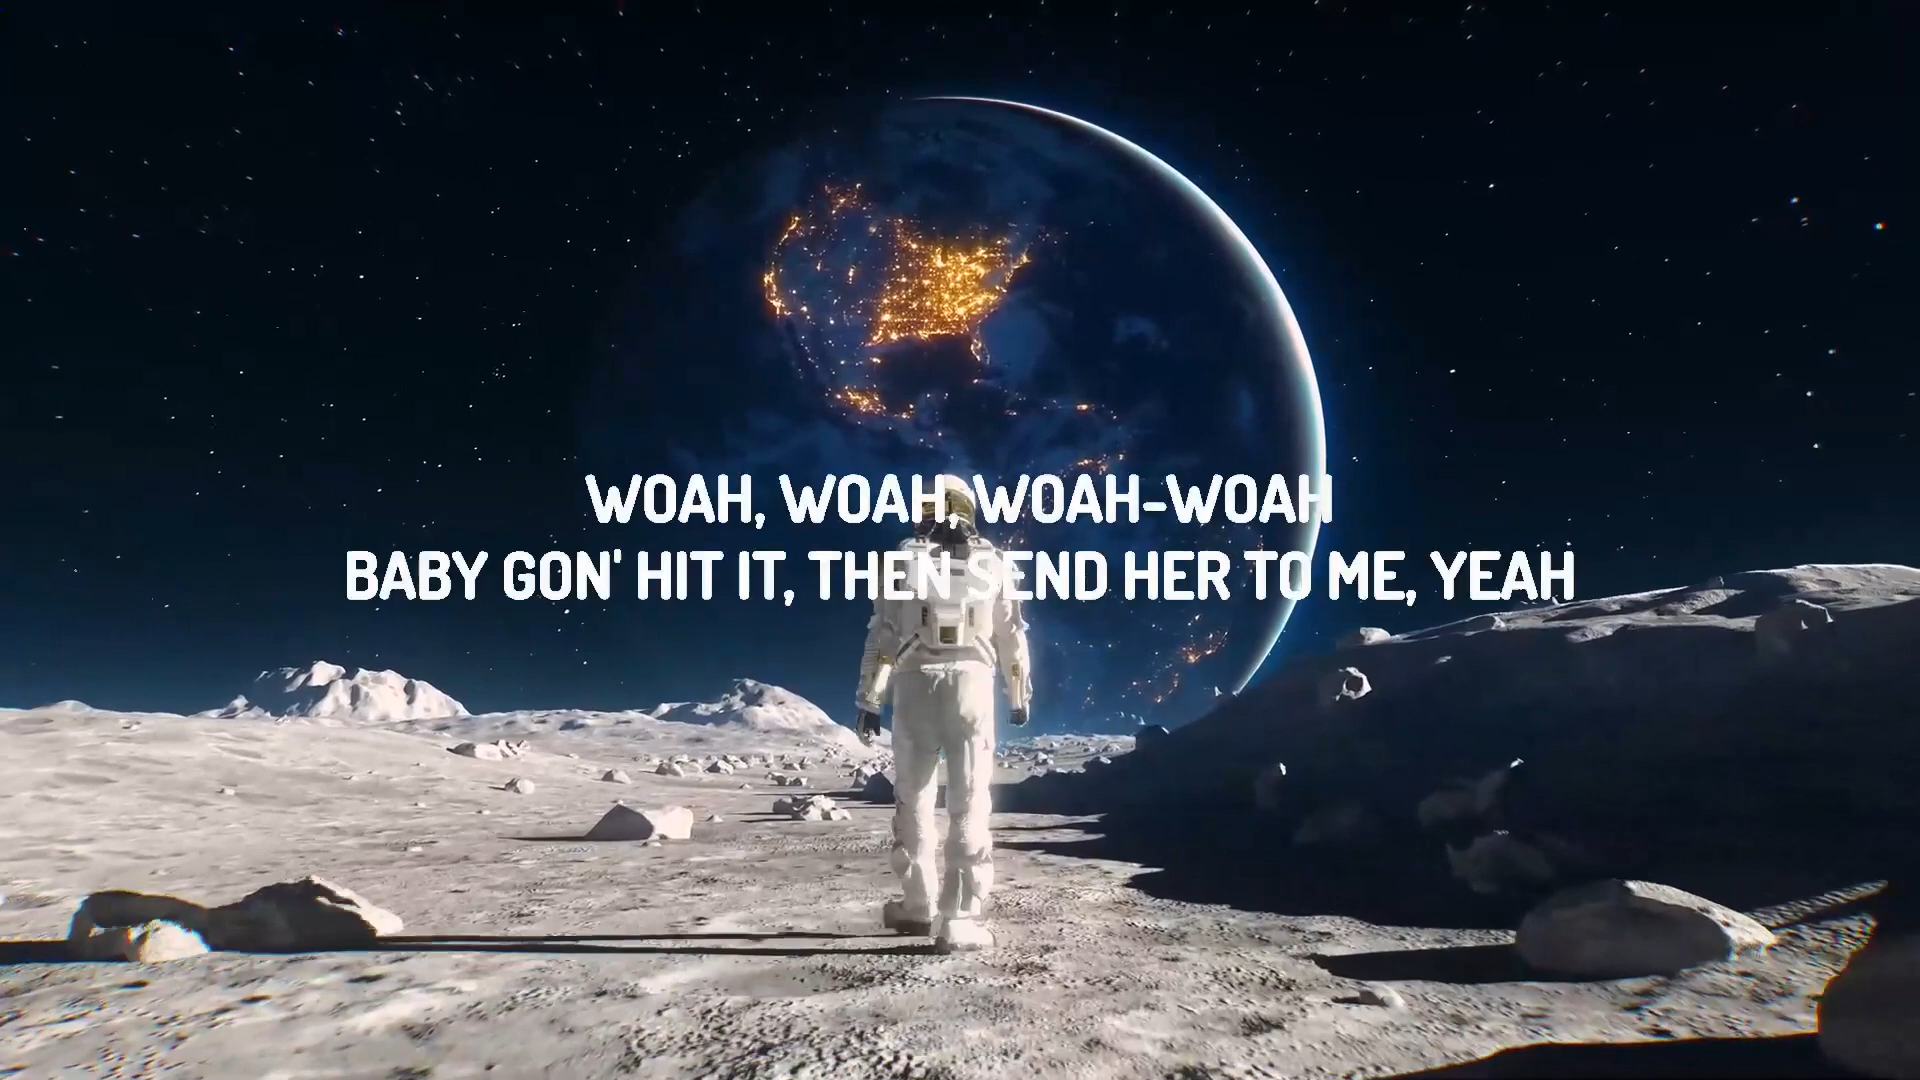 WOAH, WOAH, WOAH-WOAH
BABY GON' HIT IT, THEN SEND HER TO ME, YEAH